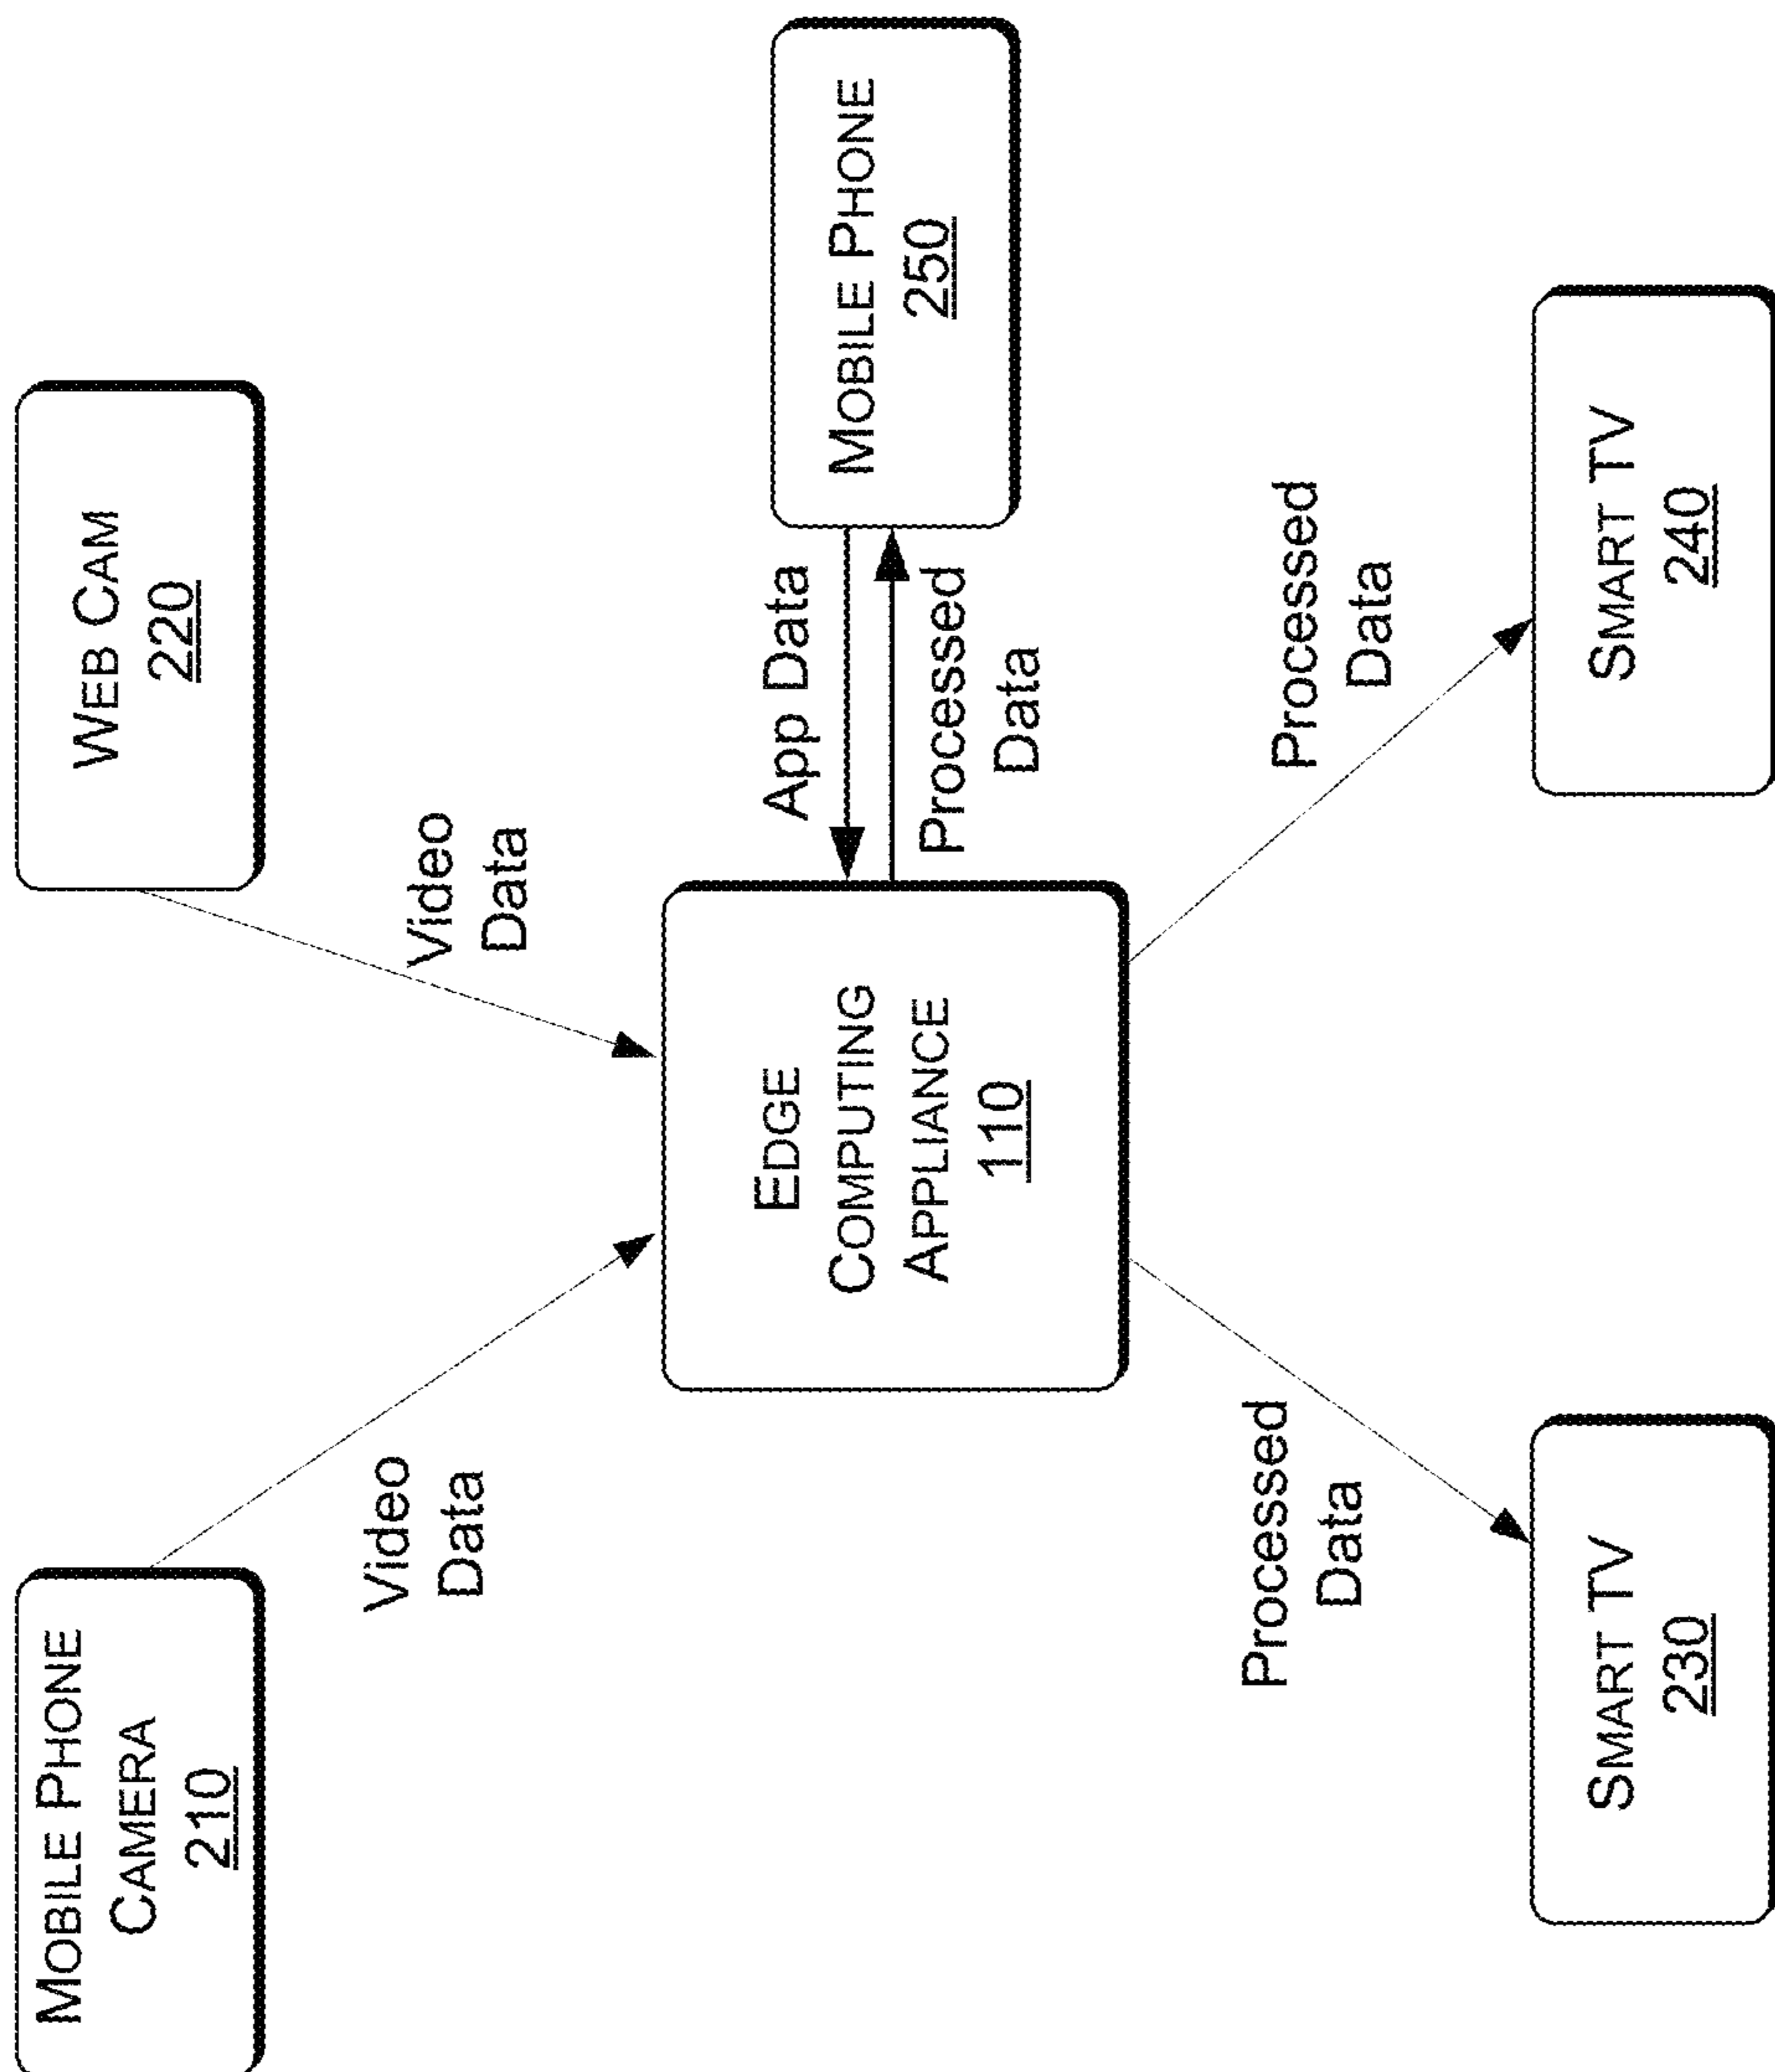 MOBILE PHONE
CAMERA
210
WEB CAM
220
Video
Data
Video
Data
EDGE
COMPUTING
APPLIANCE
110
App Data
Processed
Data
MOBILE PHONE
250
Processed
Data
Processed
Data
SMART TV
230
SMART TV
240